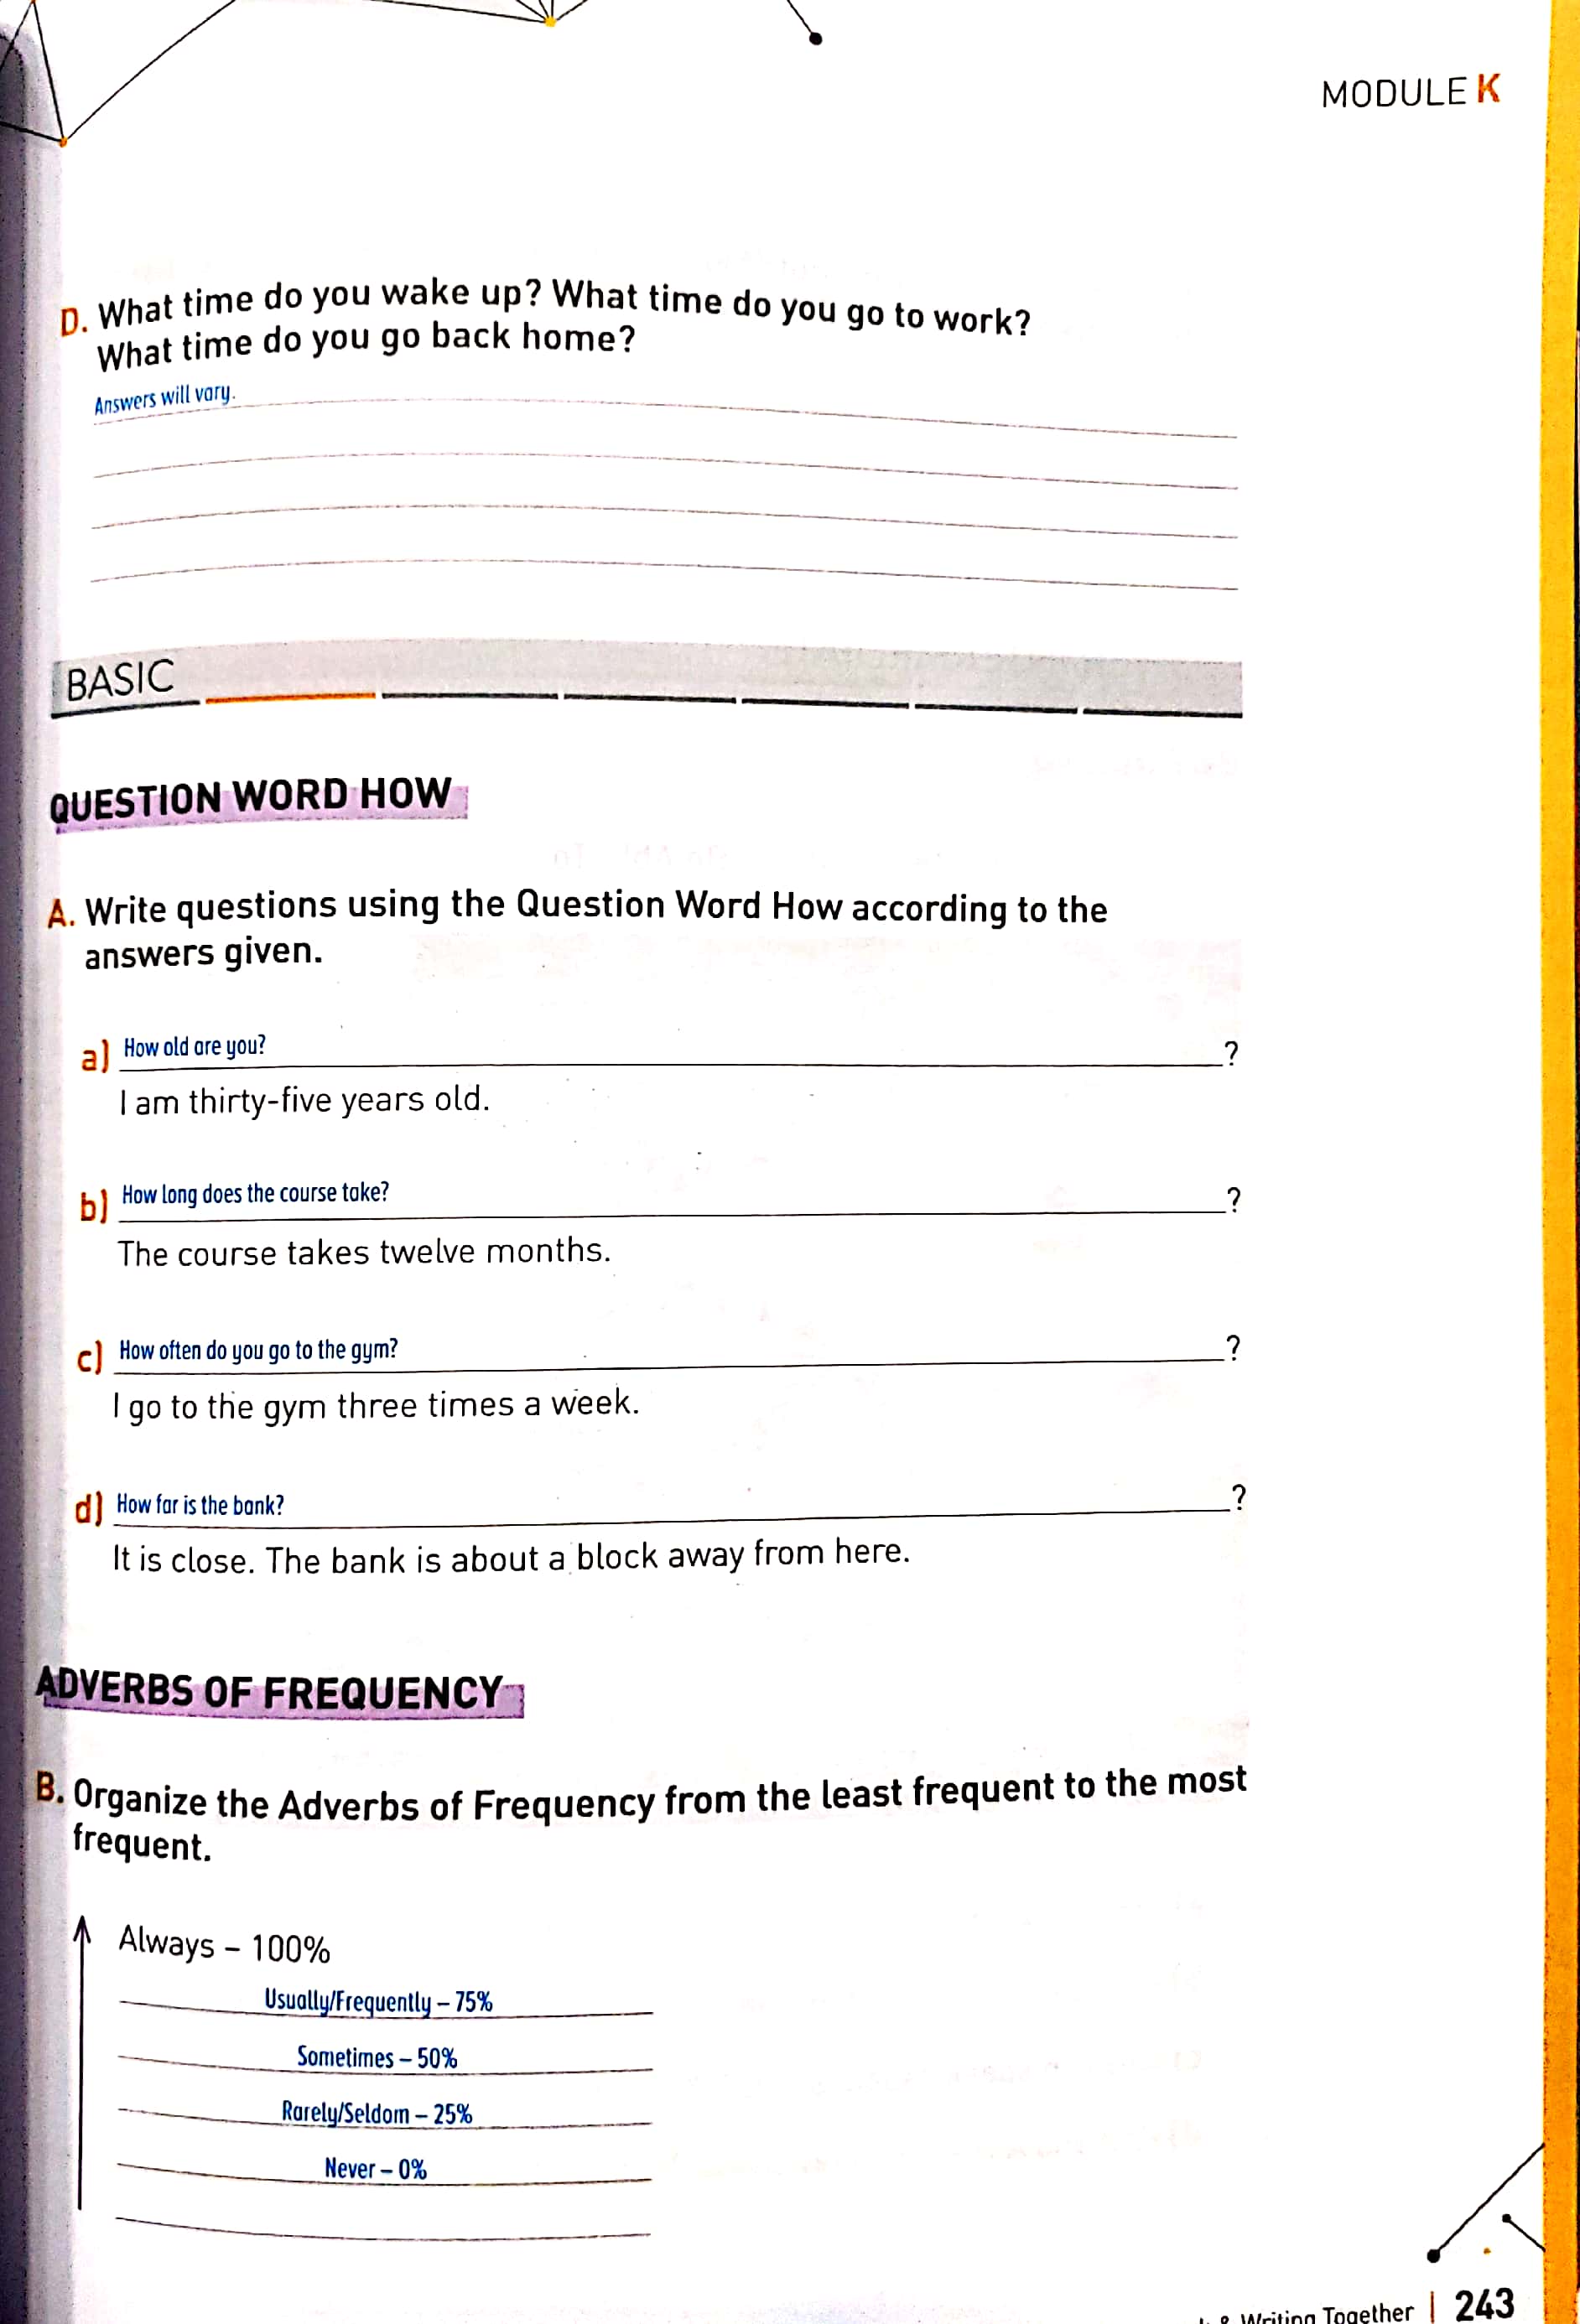 MODULE K
D. What time do you wake up? What time do you go to work?
What time do you go back home?
Answers will vary.
BASIC
QUESTION WORD HOW
A. Write questions using the Question Word How according to the
answers given.
a) How old are you? ?
I am thirty-five years old.
b) How long does the course take? ?
The course takes twelve months.
c) How often do you go to the gym? ?
I go to the gym three times a week.
d) How far is the bank? ?
It is close. The bank is about a block away from here.
ADVERBS OF FREQUENCY
B. Organize the Adverbs of Frequency from the least frequent to the most
frequent.
Always – 100%
Usually/Frequently – 75%
Sometimes – 50%
Rarely/Seldom – 25%
Never – 0%
& Writing Together | 243